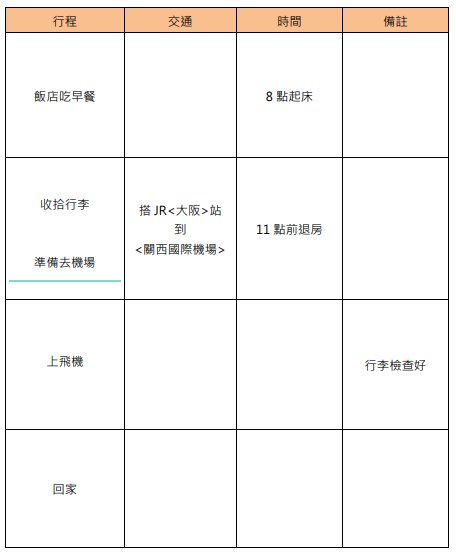 行程 交通 時間 備註
飯店吃早餐 8 點起床
收拾行李
準備去機場
搭 JR<大阪>站
到
<關西國際機場>
11 點前退房
上飛機 行李檢查好
回家